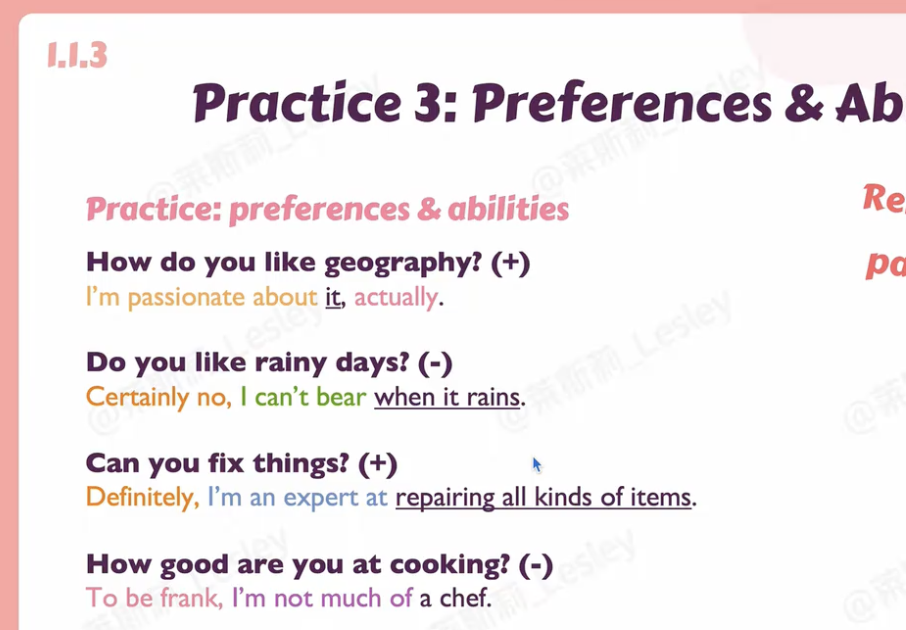 1.1.3
Practice 3: Preferences & Ab
Practice: preferences & abilities
How do you like geography? (+)
I'm passionate about it, actually.
Do you like rainy days? (-)
Certainly no, I can't bear when it rains.
Can you fix things? (+)
Definitely, I'm an expert at repairing all kinds of items.
How good are you at cooking? (-)
To be frank, I'm not much of a chef.
Re
pa
@莱斯莉_Lesley